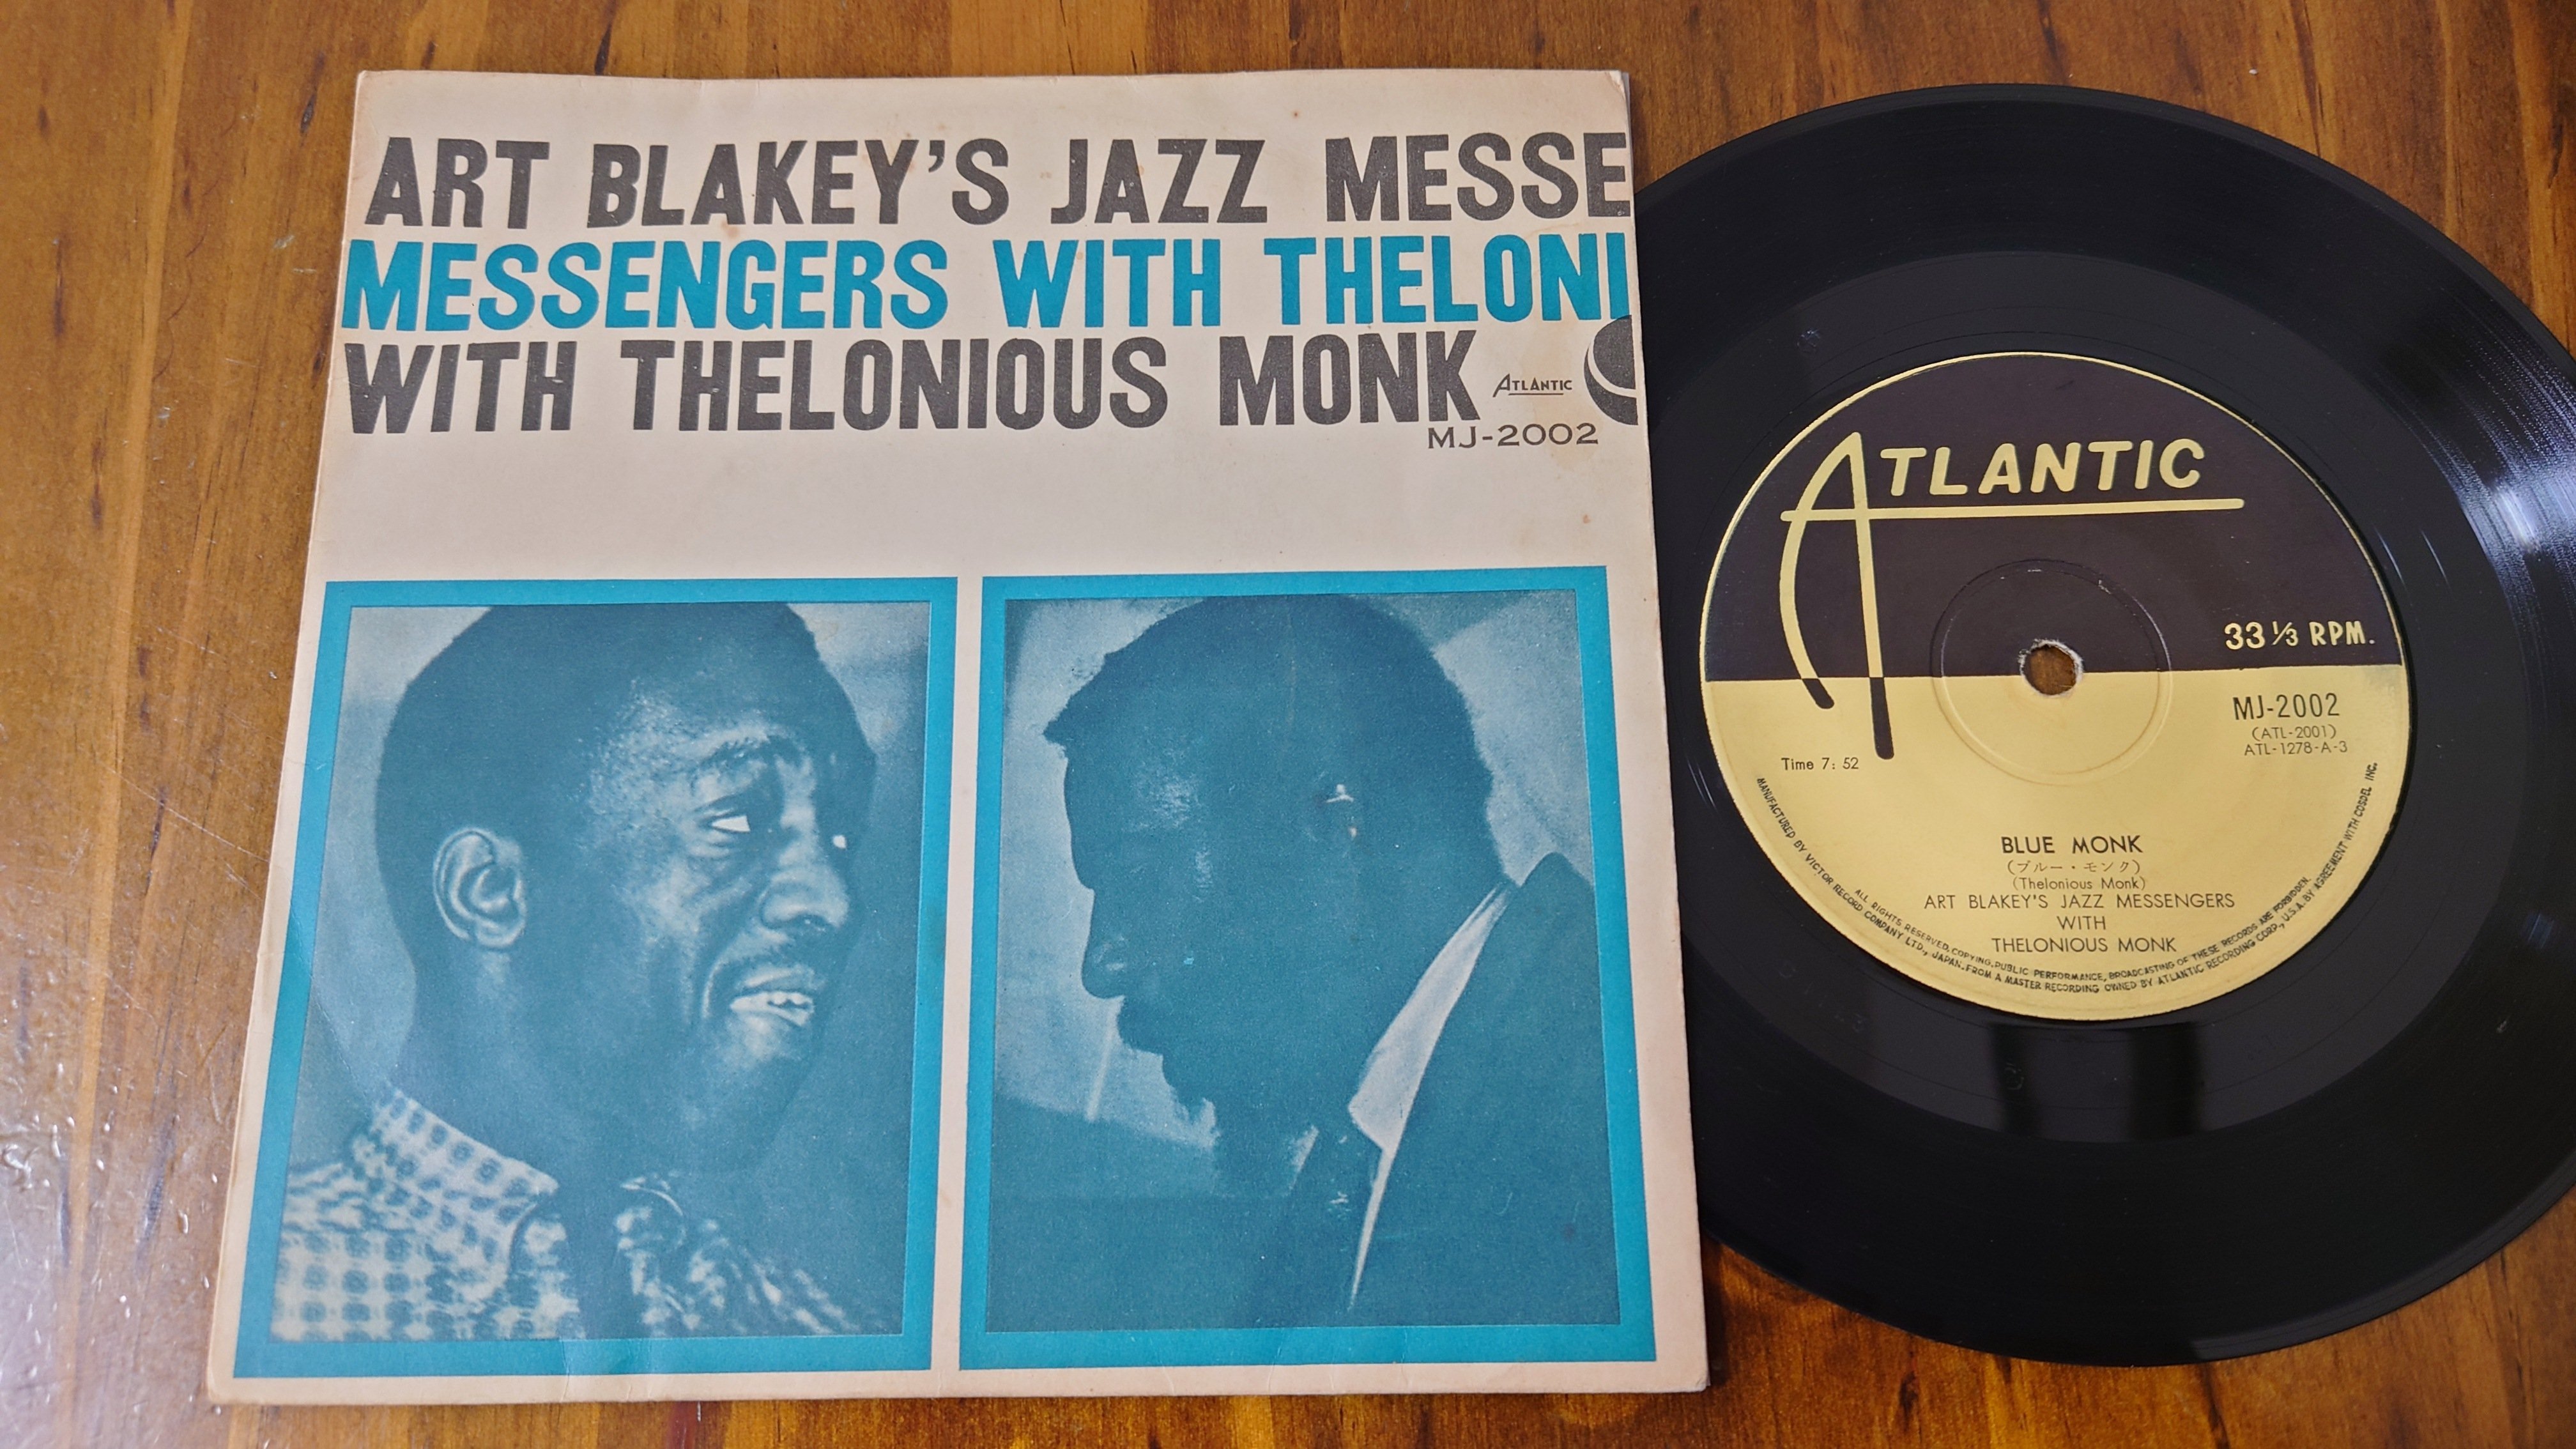 ART BLAKEY'S JAZZ MESSE
MESSENGERS WITH THELONI
WITH THELONIOUS MONK
ATLANTIC
MJ-2002
ATLANTIC
33 1/3 RPM.
MJ-2002
(ATL-2001)
ATL-1278-A-3
Time 7: 52
BLUE MONK
(ブルー・モンク)
(Thelonious Monk)
ART BLAKEY'S JAZZ MESSENGERS
WITH
THELONIOUS MONK
ALL RIGHTS RESERVED, COPYING, PUBLIC PERFORMANCE, BROADCASTING OF THESE RECORDS ARE FORBIDDEN.
MANUFACTURED BY VICTOR RECORD COMPANY LTD., JAPAN. FROM A MASTER RECORDING OWNED BY ATLANTIC RECORDING CORP., U.S.A. BY AGREEMENT WITH COSDEL INC.